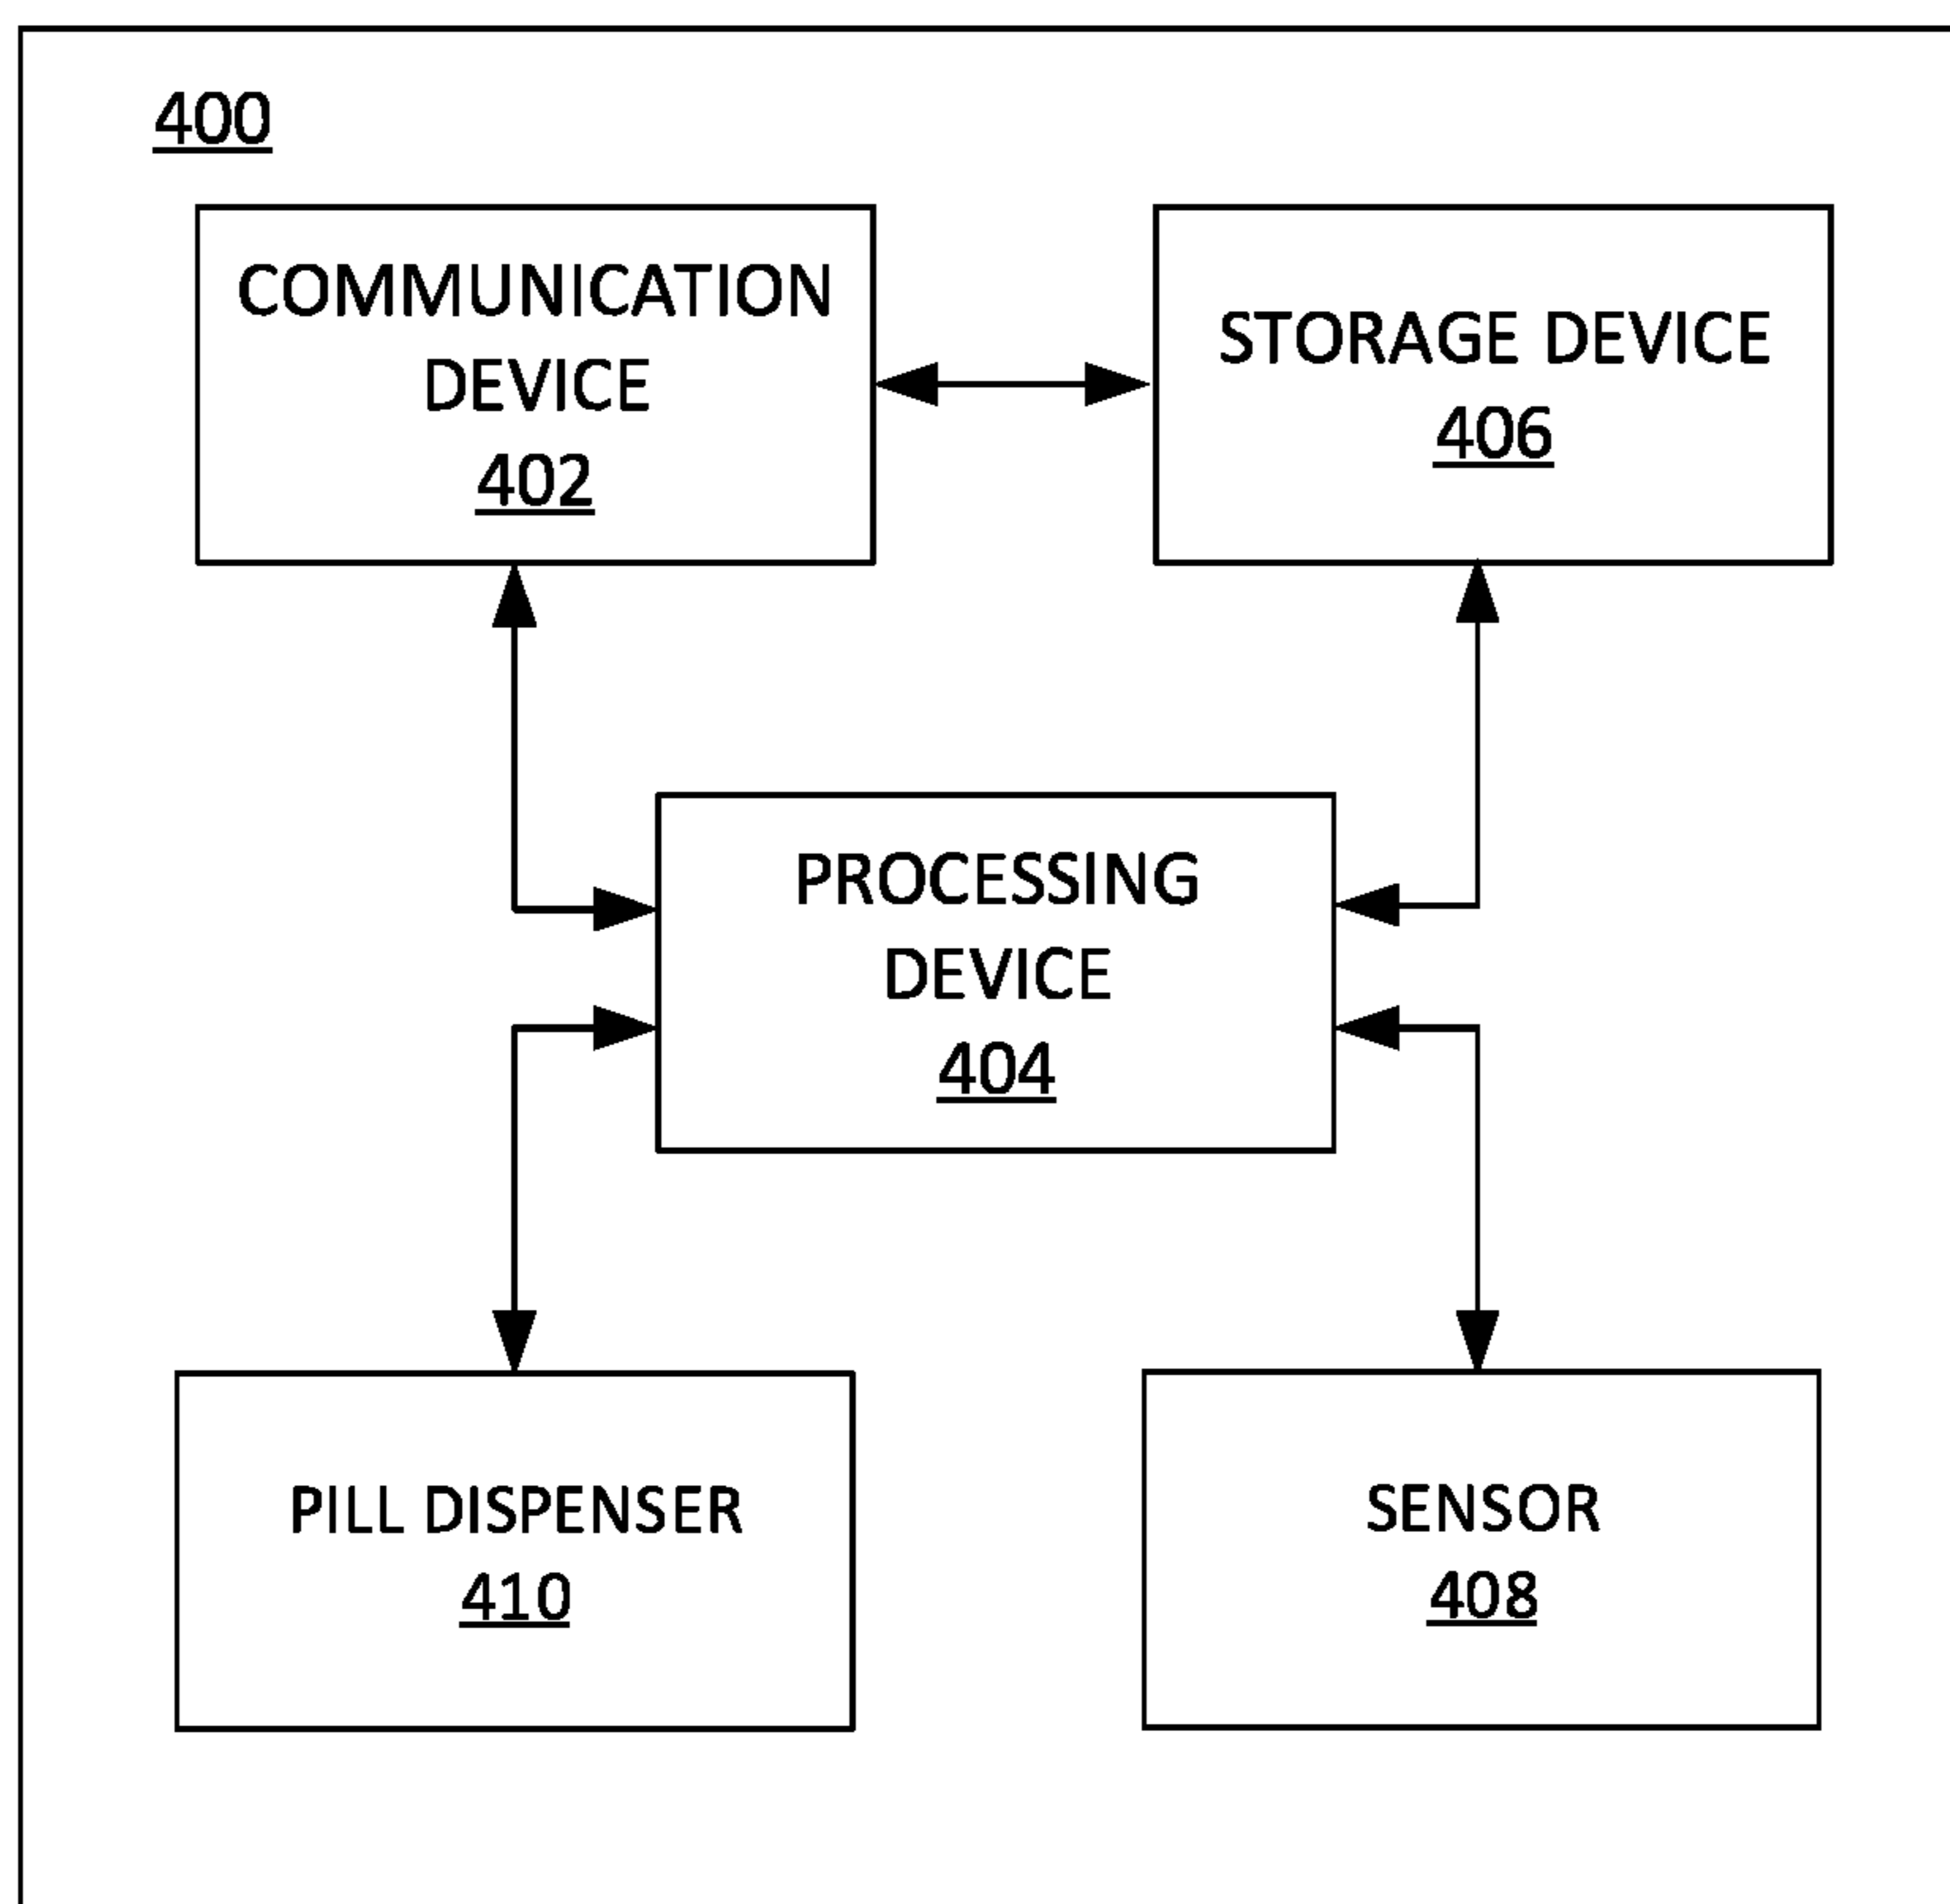 400
COMMUNICATION
DEVICE
402
STORAGE DEVICE
406
PROCESSING
DEVICE
404
PILL DISPENSER
410
SENSOR
408